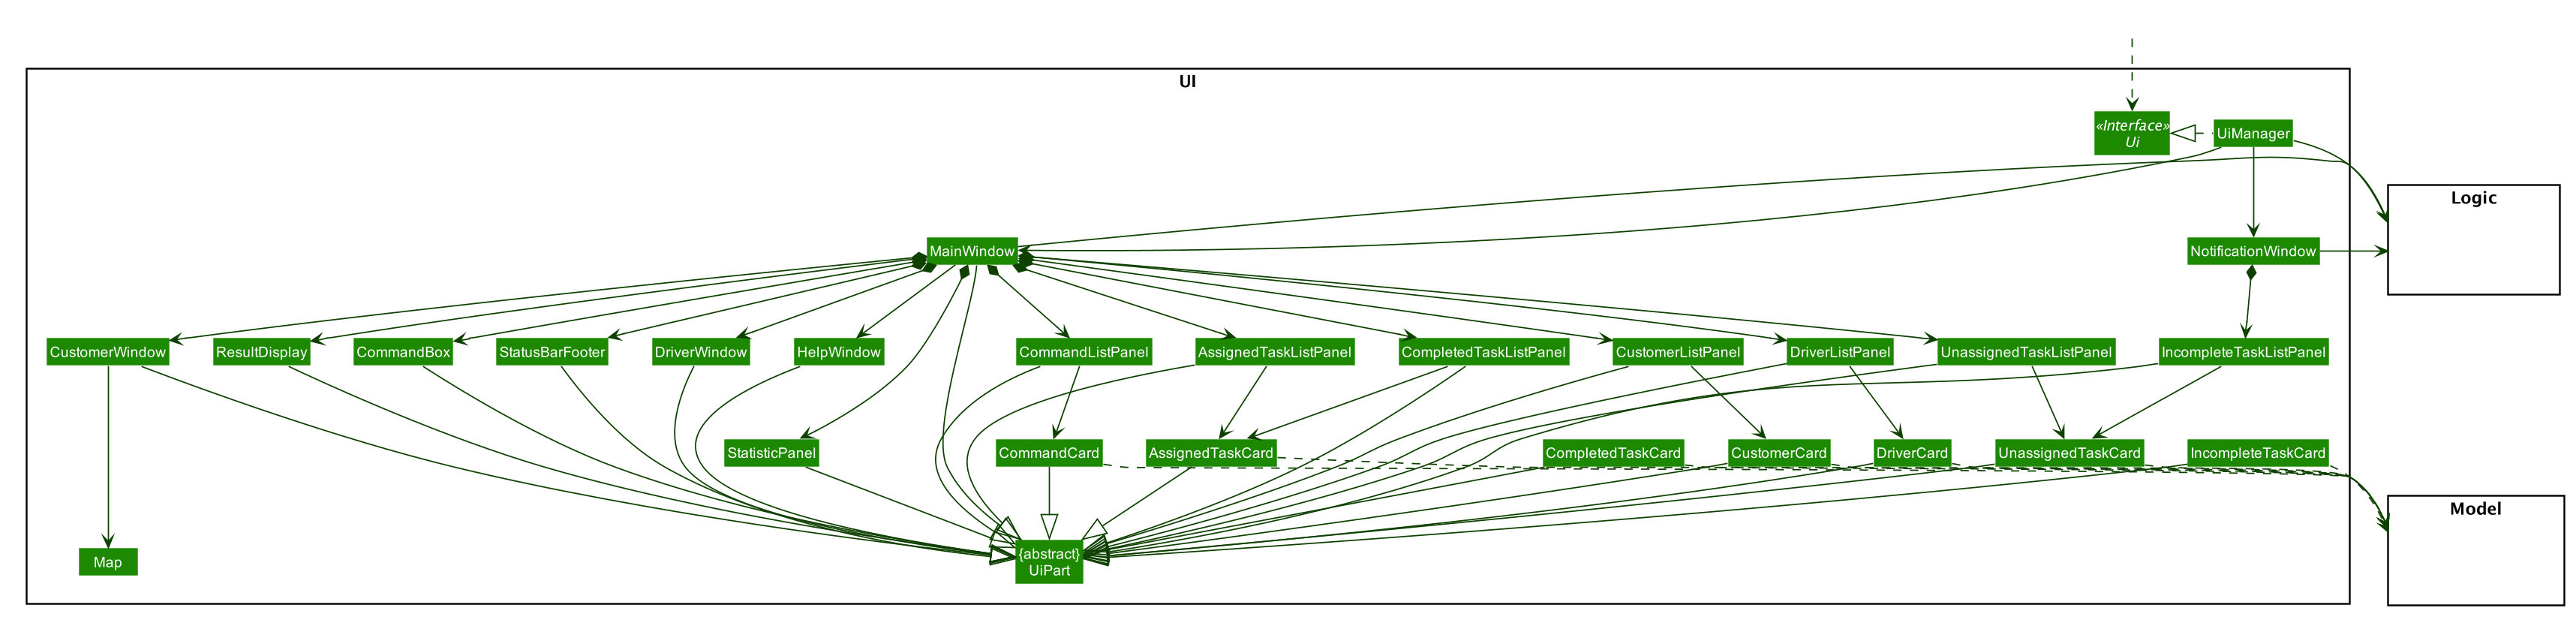 UI
«Interface»
Ui
UiManager
Logic
MainWindow
NotificationWindow
CustomerWindow
ResultDisplay
CommandBox
StatusBarFooter
DriverWindow
HelpWindow
CommandListPanel
AssignedTaskListPanel
CompletedTaskListPanel
CustomerListPanel
DriverListPanel
UnassignedTaskListPanel
IncompleteTaskListPanel
StatisticPanel
CommandCard
AssignedTaskCard
CompletedTaskCard
CustomerCard
DriverCard
UnassignedTaskCard
IncompleteTaskCard
Model
Map
{abstract}
UiPart